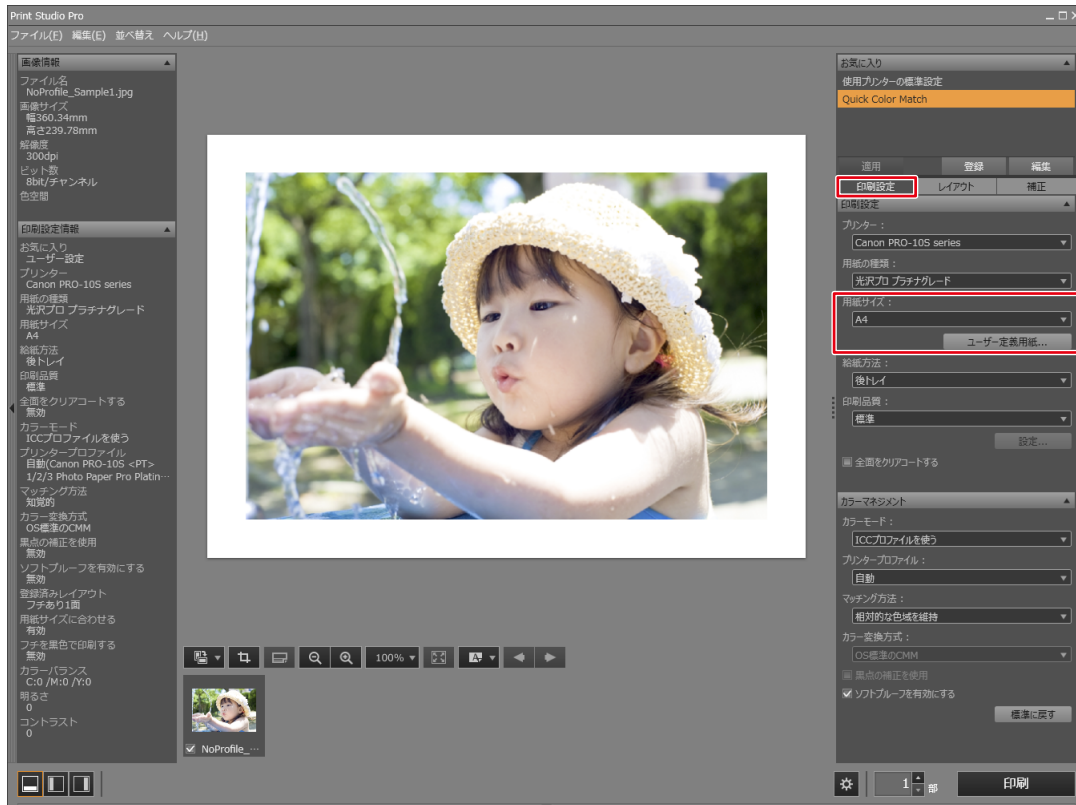 Print Studio Pro
ファイル(F) 編集(E) 並べ替え ヘルプ(H)
画像情報
ファイル名
NoProfile_Sample1.jpg
画像サイズ
幅360.34mm
高さ239.78mm
解像度
300dpi
ビット数
8bit/チャンネル
色空間
印刷設定情報
お気に入り
ユーザー設定
プリンター
Canon PRO-10S series
用紙の種類
光沢プロ プラチナグレード
用紙サイズ
A4
給紙方法
後トレイ
印刷品質
標準
全面をクリアコートする
無効
カラーモード
ICCプロファイルを使う
プリンタープロファイル
自動(Canon PRO-10S <PT>
1/2/3 Photo Paper Pro Platin…
マッチング方法
知覚的
カラー変換方式
OS標準のCMM
黒点の補正を使用
無効
ソフトプルーフを有効にする
無効
登録済みレイアウト
フチあり1面
用紙サイズに合わせる
有効
フチを黒色で印刷する
無効
カラーバランス
C:0 /M:0 /Y:0
明るさ
0
コントラスト
0
100%
NoProfile_…
お気に入り
使用プリンターの標準設定
Quick Color Match
適用 登録 編集
印刷設定 レイアウト 補正
印刷設定
プリンター：
Canon PRO-10S series
用紙の種類：
光沢プロ プラチナグレード
用紙サイズ：
A4
ユーザー定義用紙...
給紙方法：
後トレイ
印刷品質：
標準
設定...
全面をクリアコートする
カラーマネジメント
カラーモード：
ICCプロファイルを使う
プリンタープロファイル：
自動
マッチング方法：
相対的な色域を維持
カラー変換方式：
OS標準のCMM
黒点の補正を使用
ソフトプルーフを有効にする
標準に戻す
1 部 印刷